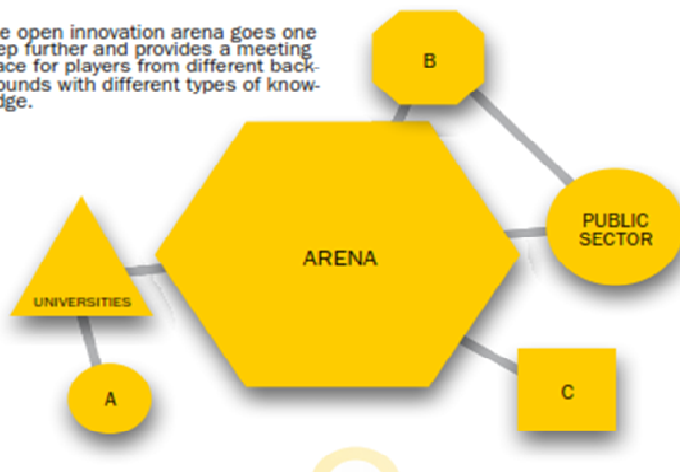 e open innovation arena goes one
ep further and provides a meeting
ace for players from different back-
ounds with different types of know-
dge.
B
PUBLIC
SECTOR
ARENA
UNIVERSITIES
C
A